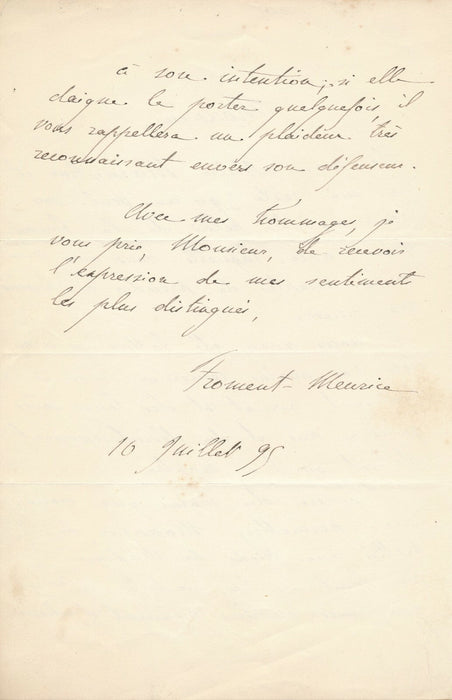 à son intention; si elle
daigne le porter quelquefois, il
vous rappellera un plaideur très
reconnaissant envers son défenseur.
Avec mes hommages, je
vous prie, Monsieur, de recevoir
l'expression de mes sentiments
les plus distingués,
Froment-Meurice
10 Juillet 95